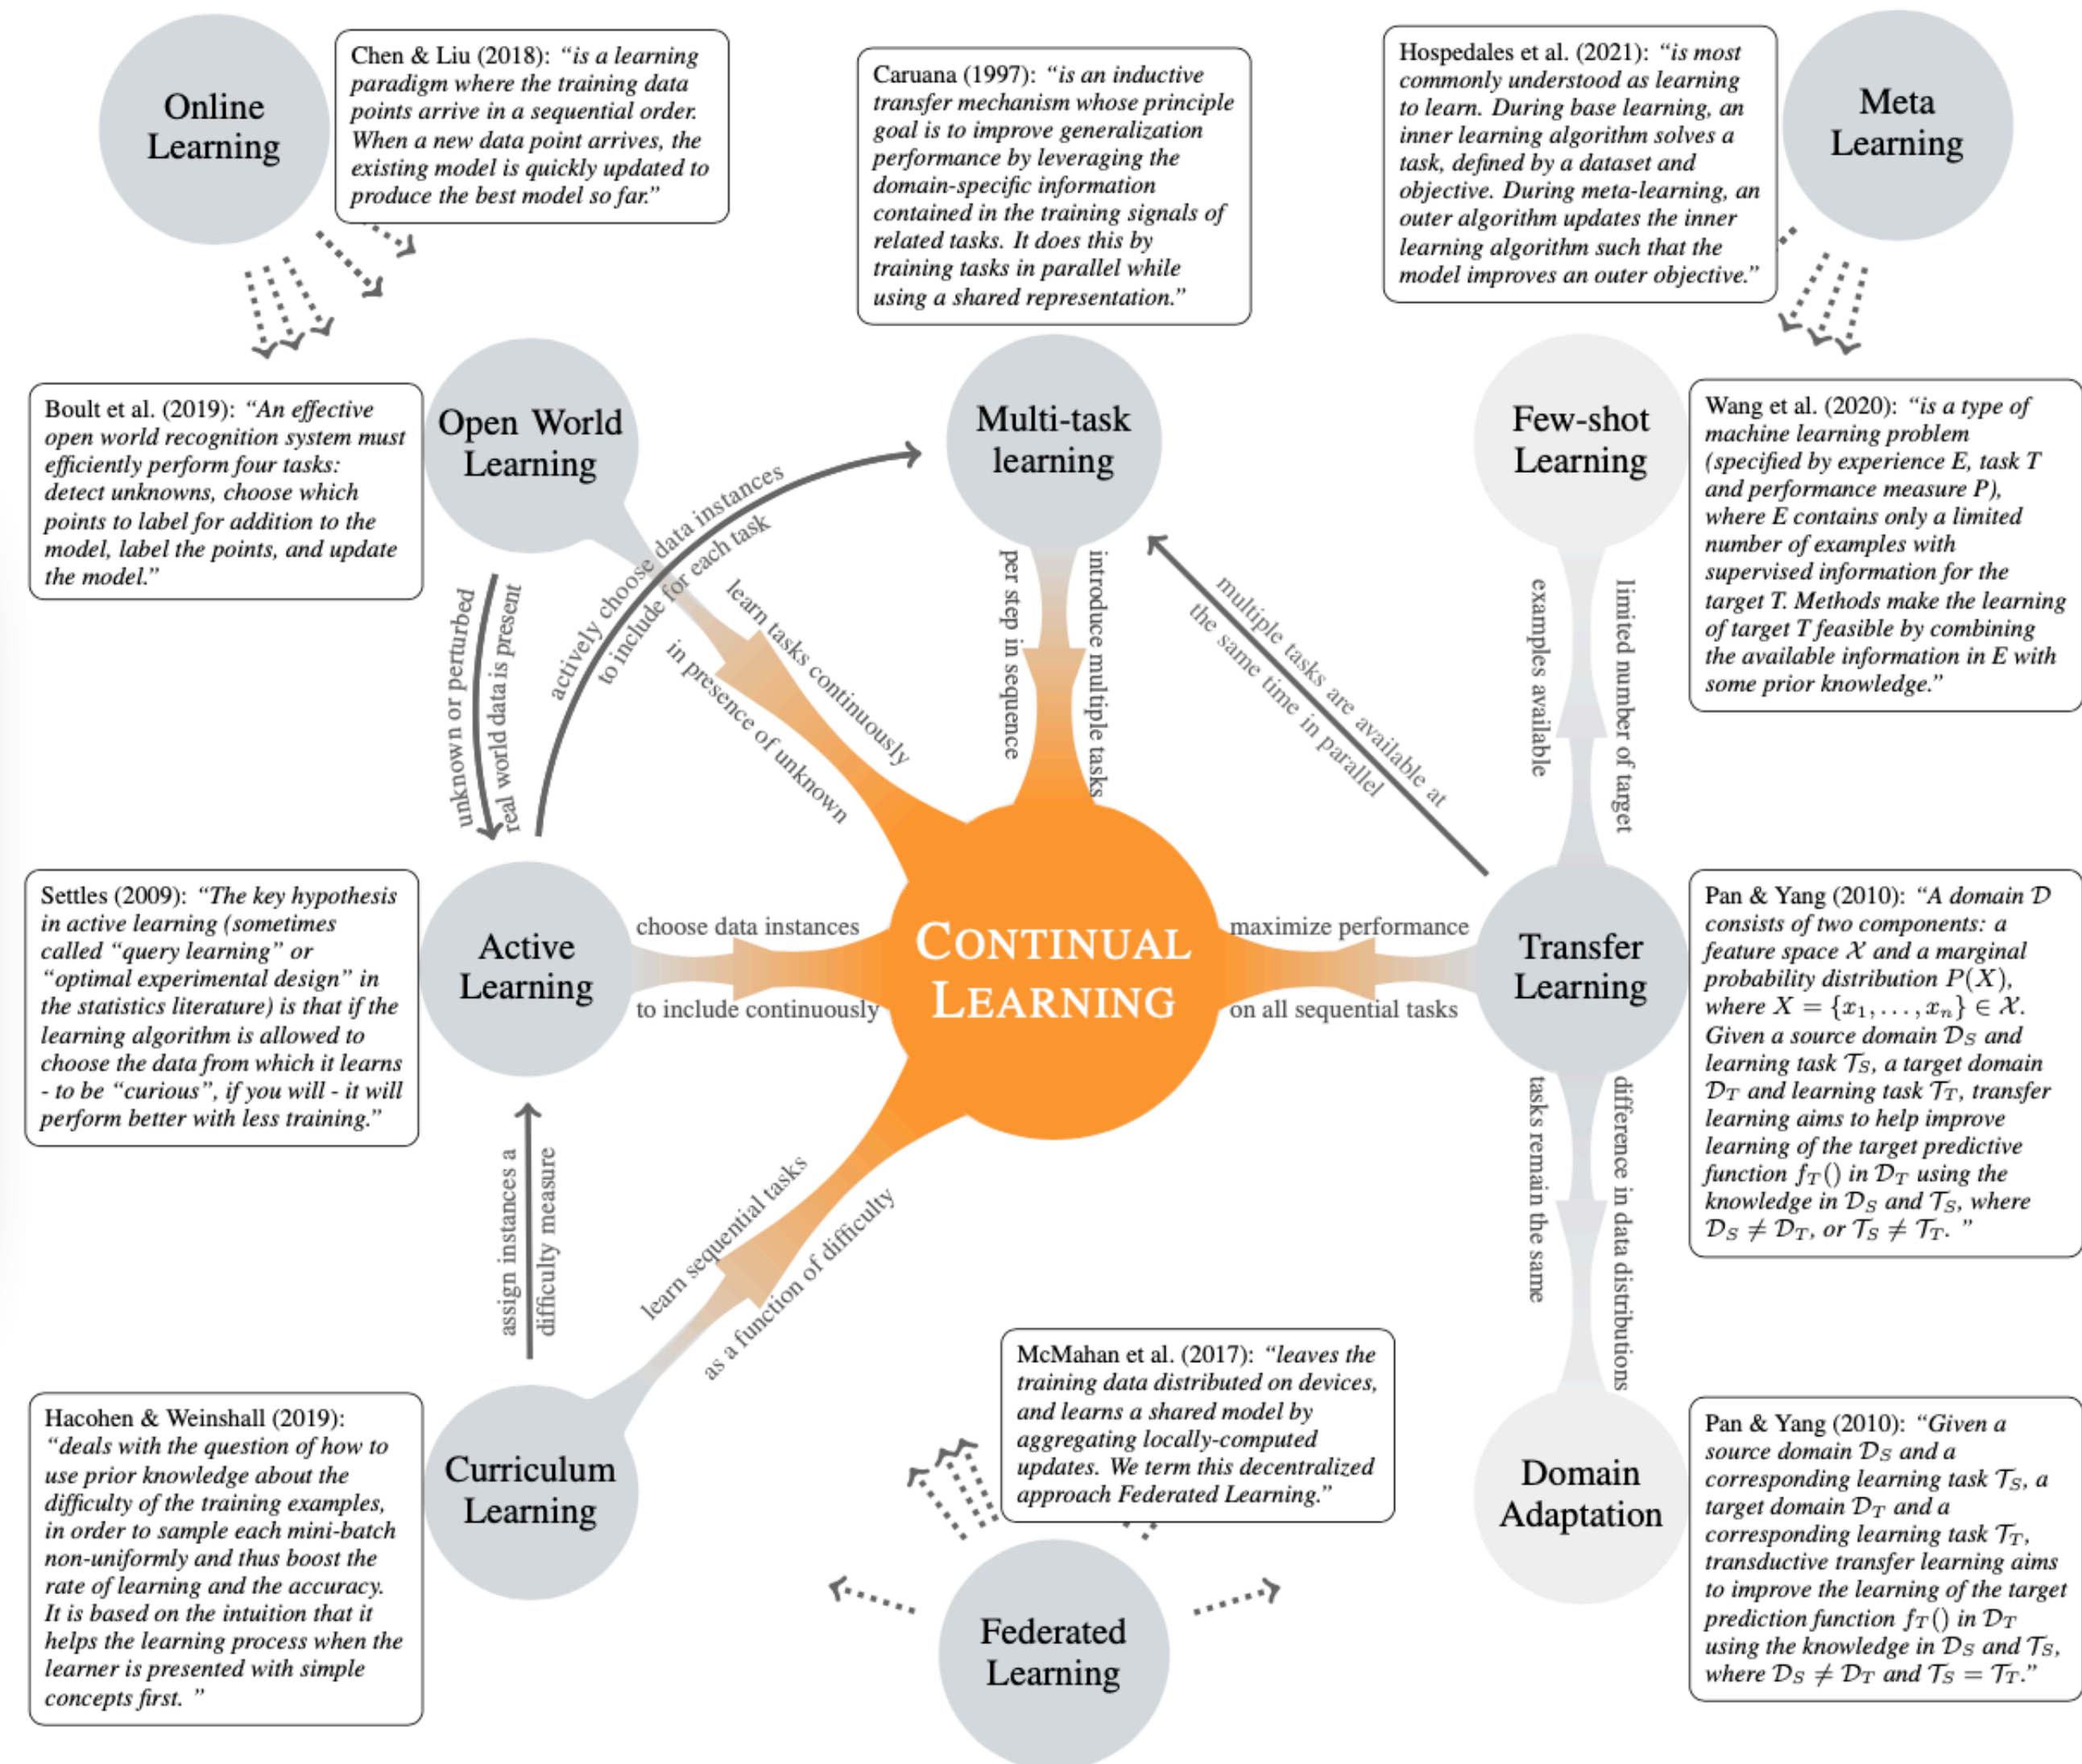 Online
Learning
Chen & Liu (2018): “is a learning
paradigm where the training data
points arrive in a sequential order.
When a new data point arrives, the
existing model is quickly updated to
produce the best model so far.”
Caruana (1997): “is an inductive
transfer mechanism whose principle
goal is to improve generalization
performance by leveraging the
domain-specific information
contained in the training signals of
related tasks. It does this by
training tasks in parallel while
using a shared representation.”
Hospedales et al. (2021): “is most
commonly understood as learning
to learn. During base learning, an
inner learning algorithm solves a
task, defined by a dataset and
objective. During meta-learning, an
outer algorithm updates the inner
learning algorithm such that the
model improves an outer objective.”
Meta
Learning
Boult et al. (2019): “An effective
open world recognition system must
efficiently perform four tasks:
detect unknowns, choose which
points to label for addition to the
model, label the points, and update
the model.”
Open World
Learning
Multi-task
learning
Few-shot
Learning
Wang et al. (2020): “is a type of
machine learning problem
(specified by experience E, task T
and performance measure P),
where E contains only a limited
number of examples with
supervised information for the
target T. Methods make the learning
of target T feasible by combining
the available information in E with
some prior knowledge.”
unknown or perturbed
real world data is present
actively choose data instances
to include for each task
learn tasks continuously
in presence of unknown
per step in sequence
introduce multiple tasks
multiple tasks are available at
the same time in parallel
examples available
limited number of target
Settles (2009): “The key hypothesis
in active learning (sometimes
called “query learning” or
“optimal experimental design” in
the statistics literature) is that if the
learning algorithm is allowed to
choose the data from which it learns
- to be “curious”, if you will - it will
perform better with less training.”
Active
Learning
choose data instances
to include continuously
CONTINUAL
LEARNING
maximize performance
on all sequential tasks
Transfer
Learning
Pan & Yang (2010): “A domain 𝒟
consists of two components: a
feature space 𝒳 and a marginal
probability distribution P(X),
where X = {x₁, . . . , xₙ} ∈ 𝒳.
Given a source domain 𝒟_S and
learning task 𝒯_S, a target domain
𝒟_T and learning task 𝒯_T, transfer
learning aims to help improve
learning of the target predictive
function f_T() in 𝒟_T using the
knowledge in 𝒟_S and 𝒯_S, where
𝒟_S ≠ 𝒟_T, or 𝒯_S ≠ 𝒯_T. ”
assign instances a
difficulty measure
learn sequential tasks
as a function of difficulty
tasks remain the same
difference in data distributions
Hacohen & Weinshall (2019):
“deals with the question of how to
use prior knowledge about the
difficulty of the training examples,
in order to sample each mini-batch
non-uniformly and thus boost the
rate of learning and the accuracy.
It is based on the intuition that it
helps the learning process when the
learner is presented with simple
concepts first. ”
Curriculum
Learning
McMahan et al. (2017): “leaves the
training data distributed on devices,
and learns a shared model by
aggregating locally-computed
updates. We term this decentralized
approach Federated Learning.”
Federated
Learning
Domain
Adaptation
Pan & Yang (2010): “Given a
source domain 𝒟_S and a
corresponding learning task 𝒯_S, a
target domain 𝒟_T and a
corresponding learning task 𝒯_T,
transductive transfer learning aims
to improve the learning of the target
prediction function f_T() in 𝒟_T
using the knowledge in 𝒟_S and 𝒯_S,
where 𝒟_S ≠ 𝒟_T and 𝒯_S = 𝒯_T.”